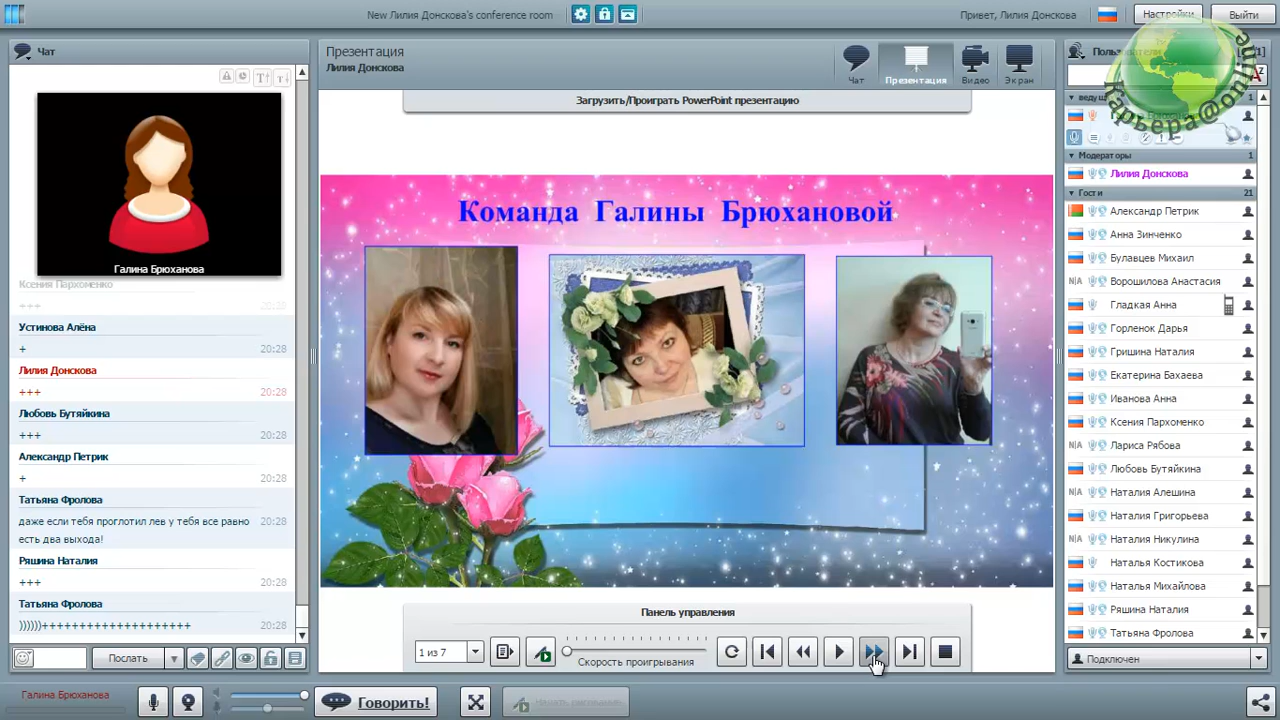 New Лилия Донскова's conference room
Привет, Лилия Донскова
Настройки
Выйти
Чат
Галина Брюханова
Ксения Пархоменко
+++ 20:28
Устинова Алёна
+ 20:28
Лилия Донскова
+++ 20:28
Любовь Бутяйкина
+++ 20:28
Александр Петрик
+ 20:28
Татьяна Фролова
даже если тебя проглотил лев у тебя все равно 20:28
есть два выхода!
Ряшина Наталия
+++ 20:28
Татьяна Фролова
))))))++++++++++++++++++++ 20:28
Послать
Презентация
Лилия Донскова
Чат
Презентация
Видео
Экран
Загрузить/Проиграть PowerPoint презентацию
Команда Галины Брюхановой
Панель управления
1 из 7
Скорость проигрывания
карьера@online
ведущ 1
Модераторы 1
Лилия Донскова
Гости 21
Александр Петрик
Анна Зинченко
Булавцев Михаил
N|A Ворошилова Анастасия
Гладкая Анна
Горленок Дарья
Гришина Наталия
Екатерина Бахаева
Иванова Анна
Ксения Пархоменко
N|A Лариса Рябова
Любовь Бутяйкина
N|A Наталия Алешина
Наталия Григорьева
N|A Наталия Никулина
Наталья Костикова
Наталья Михайлова
Ряшина Наталия
Татьяна Фролова
Подключен
Галина Брюханова
Говорить!